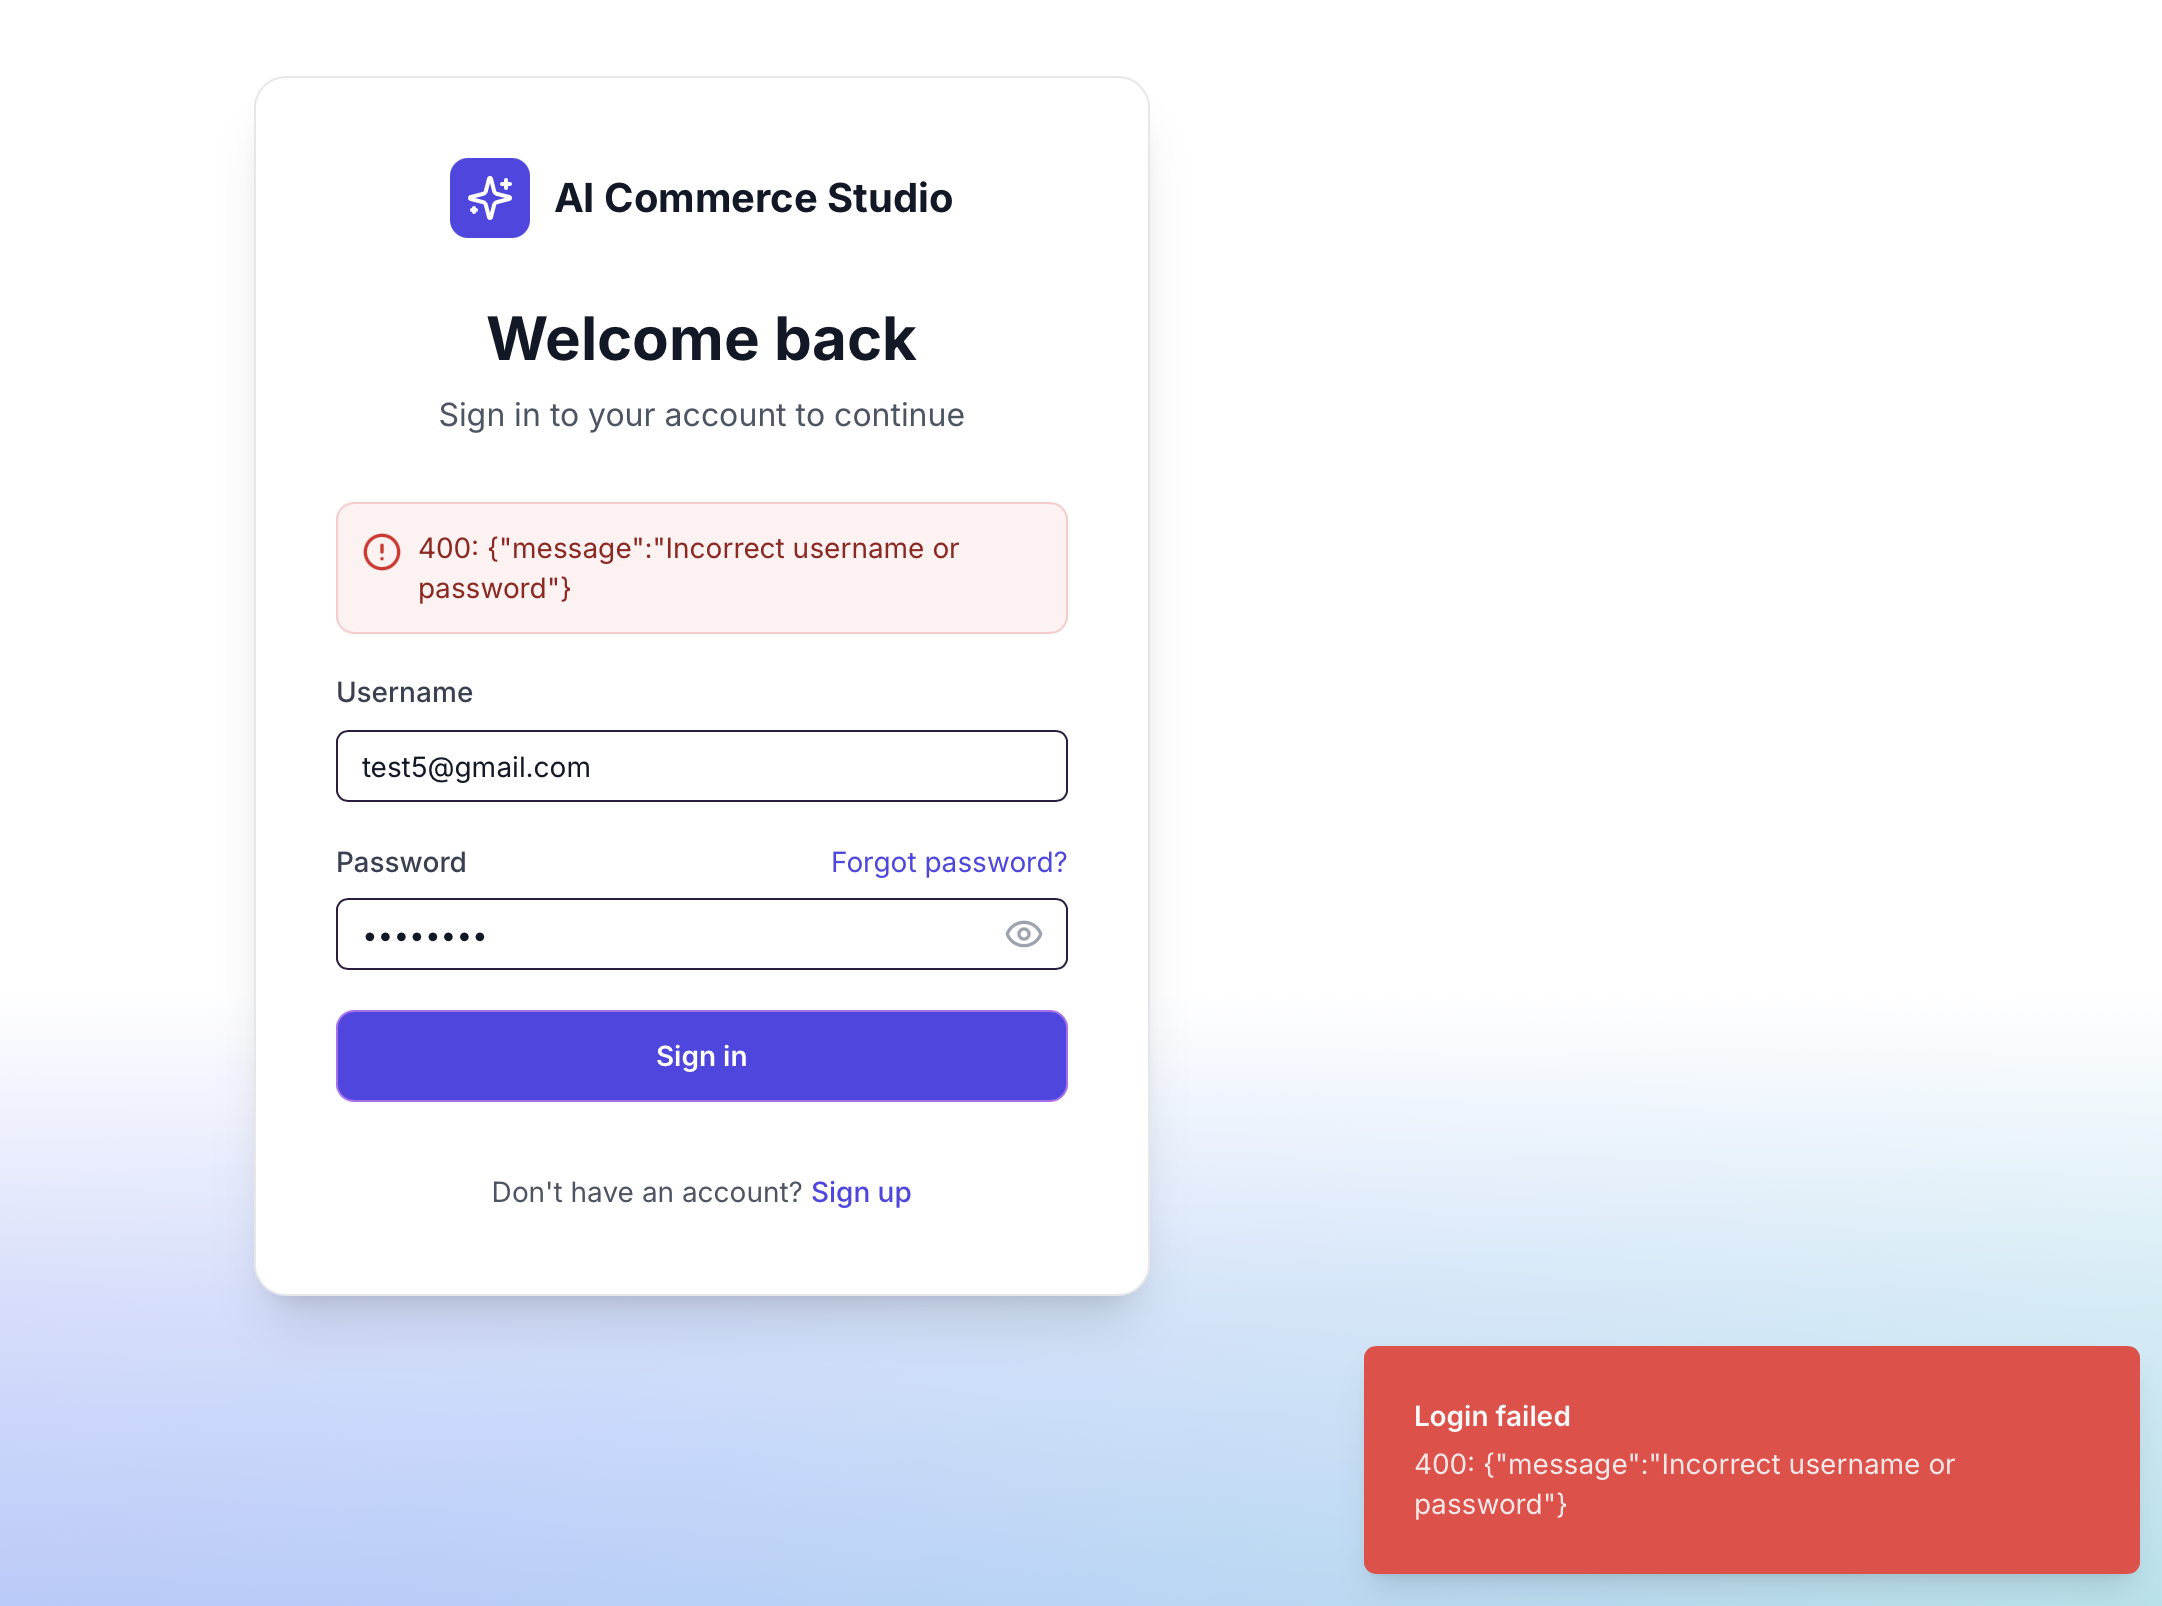 AI Commerce Studio
Welcome back
Sign in to your account to continue
400: {"message":"Incorrect username or
password"}
Username
test5@gmail.com
Password
Forgot password?
••••••••
Sign in
Don't have an account? Sign up
Login failed
400: {"message":"Incorrect username or
password"}